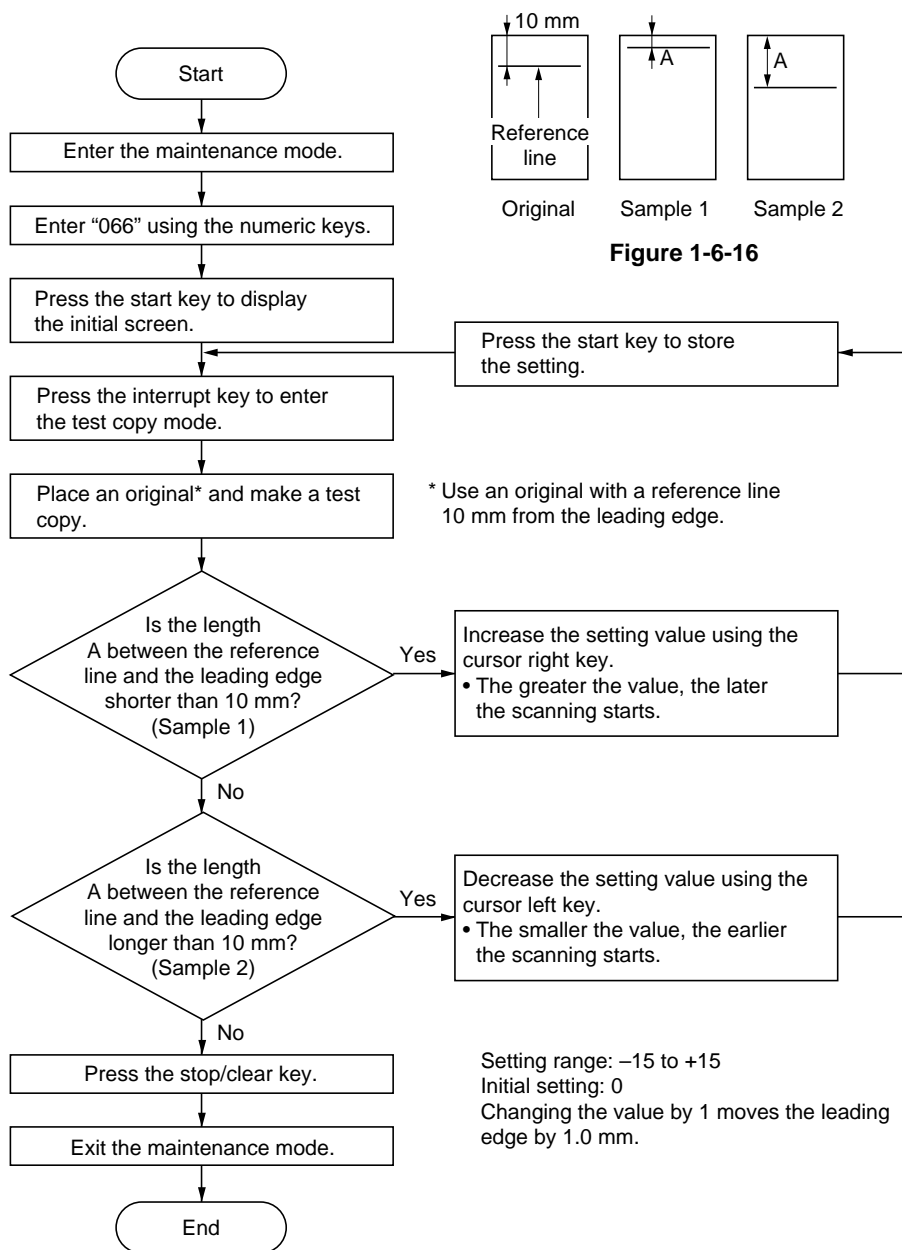 10 mm
A
A
Reference
line
Original
Sample 1
Sample 2
Figure 1-6-16
Start
Enter the maintenance mode.
Enter “066” using the numeric keys.
Press the start key to display
the initial screen.
Press the start key to store
the setting.
Press the interrupt key to enter
the test copy mode.
Place an original* and make a test
copy.
* Use an original with a reference line
10 mm from the leading edge.
Is the length
A between the reference
line and the leading edge
shorter than 10 mm?
(Sample 1)
Yes
Increase the setting value using the
cursor right key.
• The greater the value, the later
the scanning starts.
No
Is the length
A between the reference
line and the leading edge
longer than 10 mm?
(Sample 2)
Yes
Decrease the setting value using the
cursor left key.
• The smaller the value, the earlier
the scanning starts.
No
Press the stop/clear key.
Exit the maintenance mode.
End
Setting range: –15 to +15
Initial setting: 0
Changing the value by 1 moves the leading
edge by 1.0 mm.